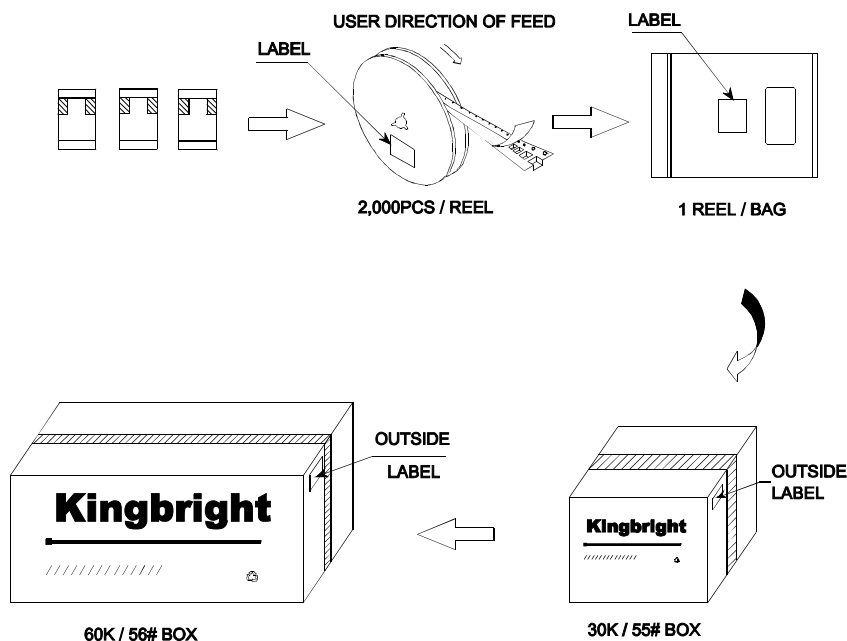 USER DIRECTION OF FEED
LABEL
LABEL
2,000PCS / REEL
1 REEL / BAG
OUTSIDE
LABEL
Kingbright
60K / 56# BOX
OUTSIDE
LABEL
Kingbright
30K / 55# BOX